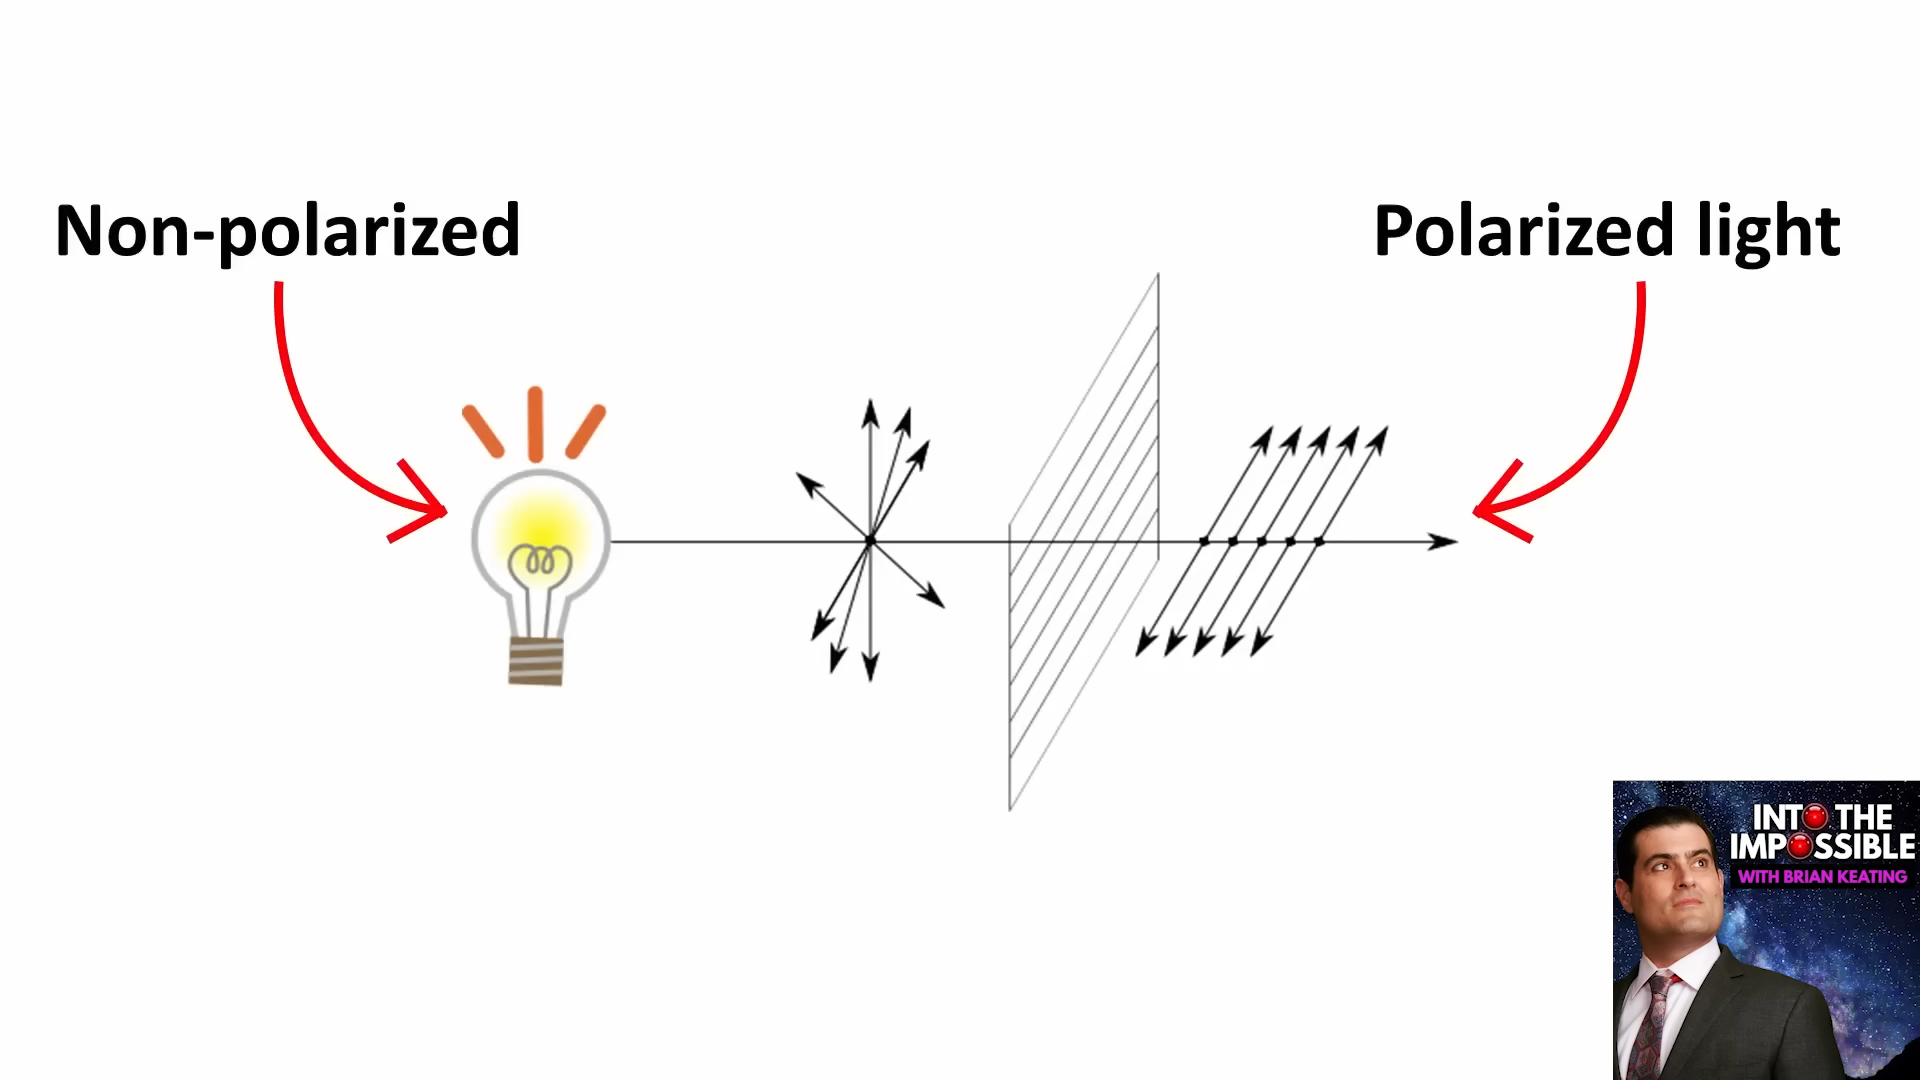 Non-polarized
Polarized light
INTO THE
IMPOSSIBLE
WITH BRIAN KEATING